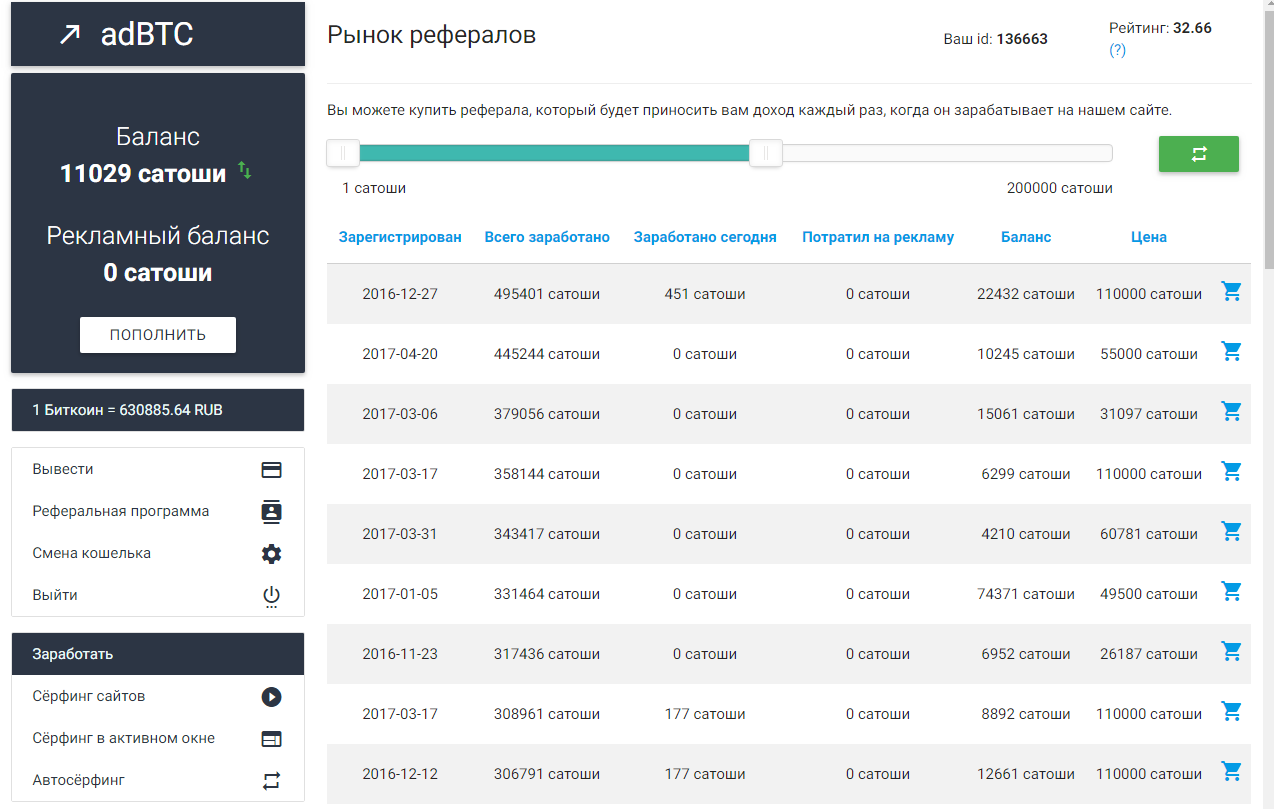 adBTC
Баланс
11029 сатоши
Рекламный баланс
0 сатоши
ПОПОЛНИТЬ
1 Биткоин = 630885.64 RUB
Вывести
Реферальная программа
Смена кошелька
Выйти
Заработать
Сёрфинг сайтов
Сёрфинг в активном окне
Автосёрфинг
Рынок рефералов
Ваш id: 136663
Рейтинг: 32.66
(?)
Вы можете купить реферала, который будет приносить вам доход каждый раз, когда он зарабатывает на нашем сайте.
1 сатоши 200000 сатоши
Зарегистрирован Всего заработано Заработано сегодня Потратил на рекламу Баланс Цена
2016-12-27 495401 сатоши 451 сатоши 0 сатоши 22432 сатоши 110000 сатоши
2017-04-20 445244 сатоши 0 сатоши 0 сатоши 10245 сатоши 55000 сатоши
2017-03-06 379056 сатоши 0 сатоши 0 сатоши 15061 сатоши 31097 сатоши
2017-03-17 358144 сатоши 0 сатоши 0 сатоши 6299 сатоши 110000 сатоши
2017-03-31 343417 сатоши 0 сатоши 0 сатоши 4210 сатоши 60781 сатоши
2017-01-05 331464 сатоши 0 сатоши 0 сатоши 74371 сатоши 49500 сатоши
2016-11-23 317436 сатоши 0 сатоши 0 сатоши 6952 сатоши 26187 сатоши
2017-03-17 308961 сатоши 177 сатоши 0 сатоши 8892 сатоши 110000 сатоши
2016-12-12 306791 сатоши 177 сатоши 0 сатоши 12661 сатоши 110000 сатоши